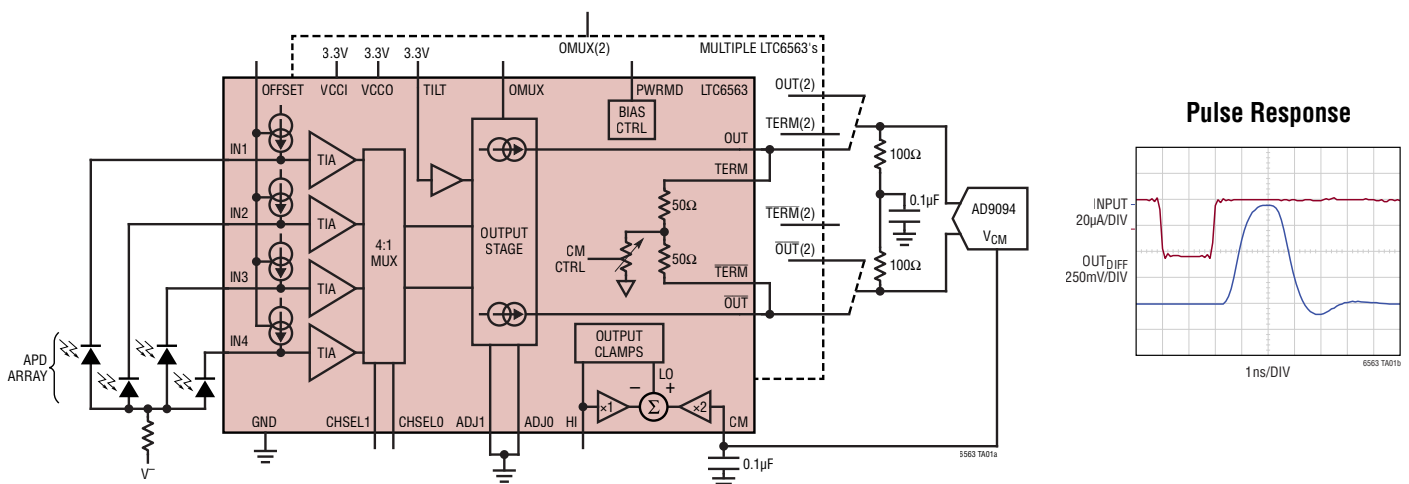 OMUX(2)
MULTIPLE LTC6563's
3.3V
3.3V
3.3V
OFFSET
VCCI
VCCO
TILT
OMUX
PWRMD
LTC6563
BIAS
CTRL
OUT(2)
TERM(2)
OUT
TERM
IN1
IN2
IN3
IN4
TIA
TIA
TIA
TIA
4:1
MUX
OUTPUT
STAGE
50Ω
50Ω
CM
CTRL
TERM(2)
OUT(2)
TERM
OUT
100Ω
0.1µF
100Ω
AD9094
VCM
APD
ARRAY
V–
OUTPUT
CLAMPS
LO
– +
×1
Σ
×2
GND
CHSEL1
CHSEL0
ADJ1
ADJ0
HI
CM
0.1µF
6563 TA01a
Pulse Response
INPUT
20µA/DIV
OUTDIFF
250mV/DIV
1ns/DIV
6563 TA01b